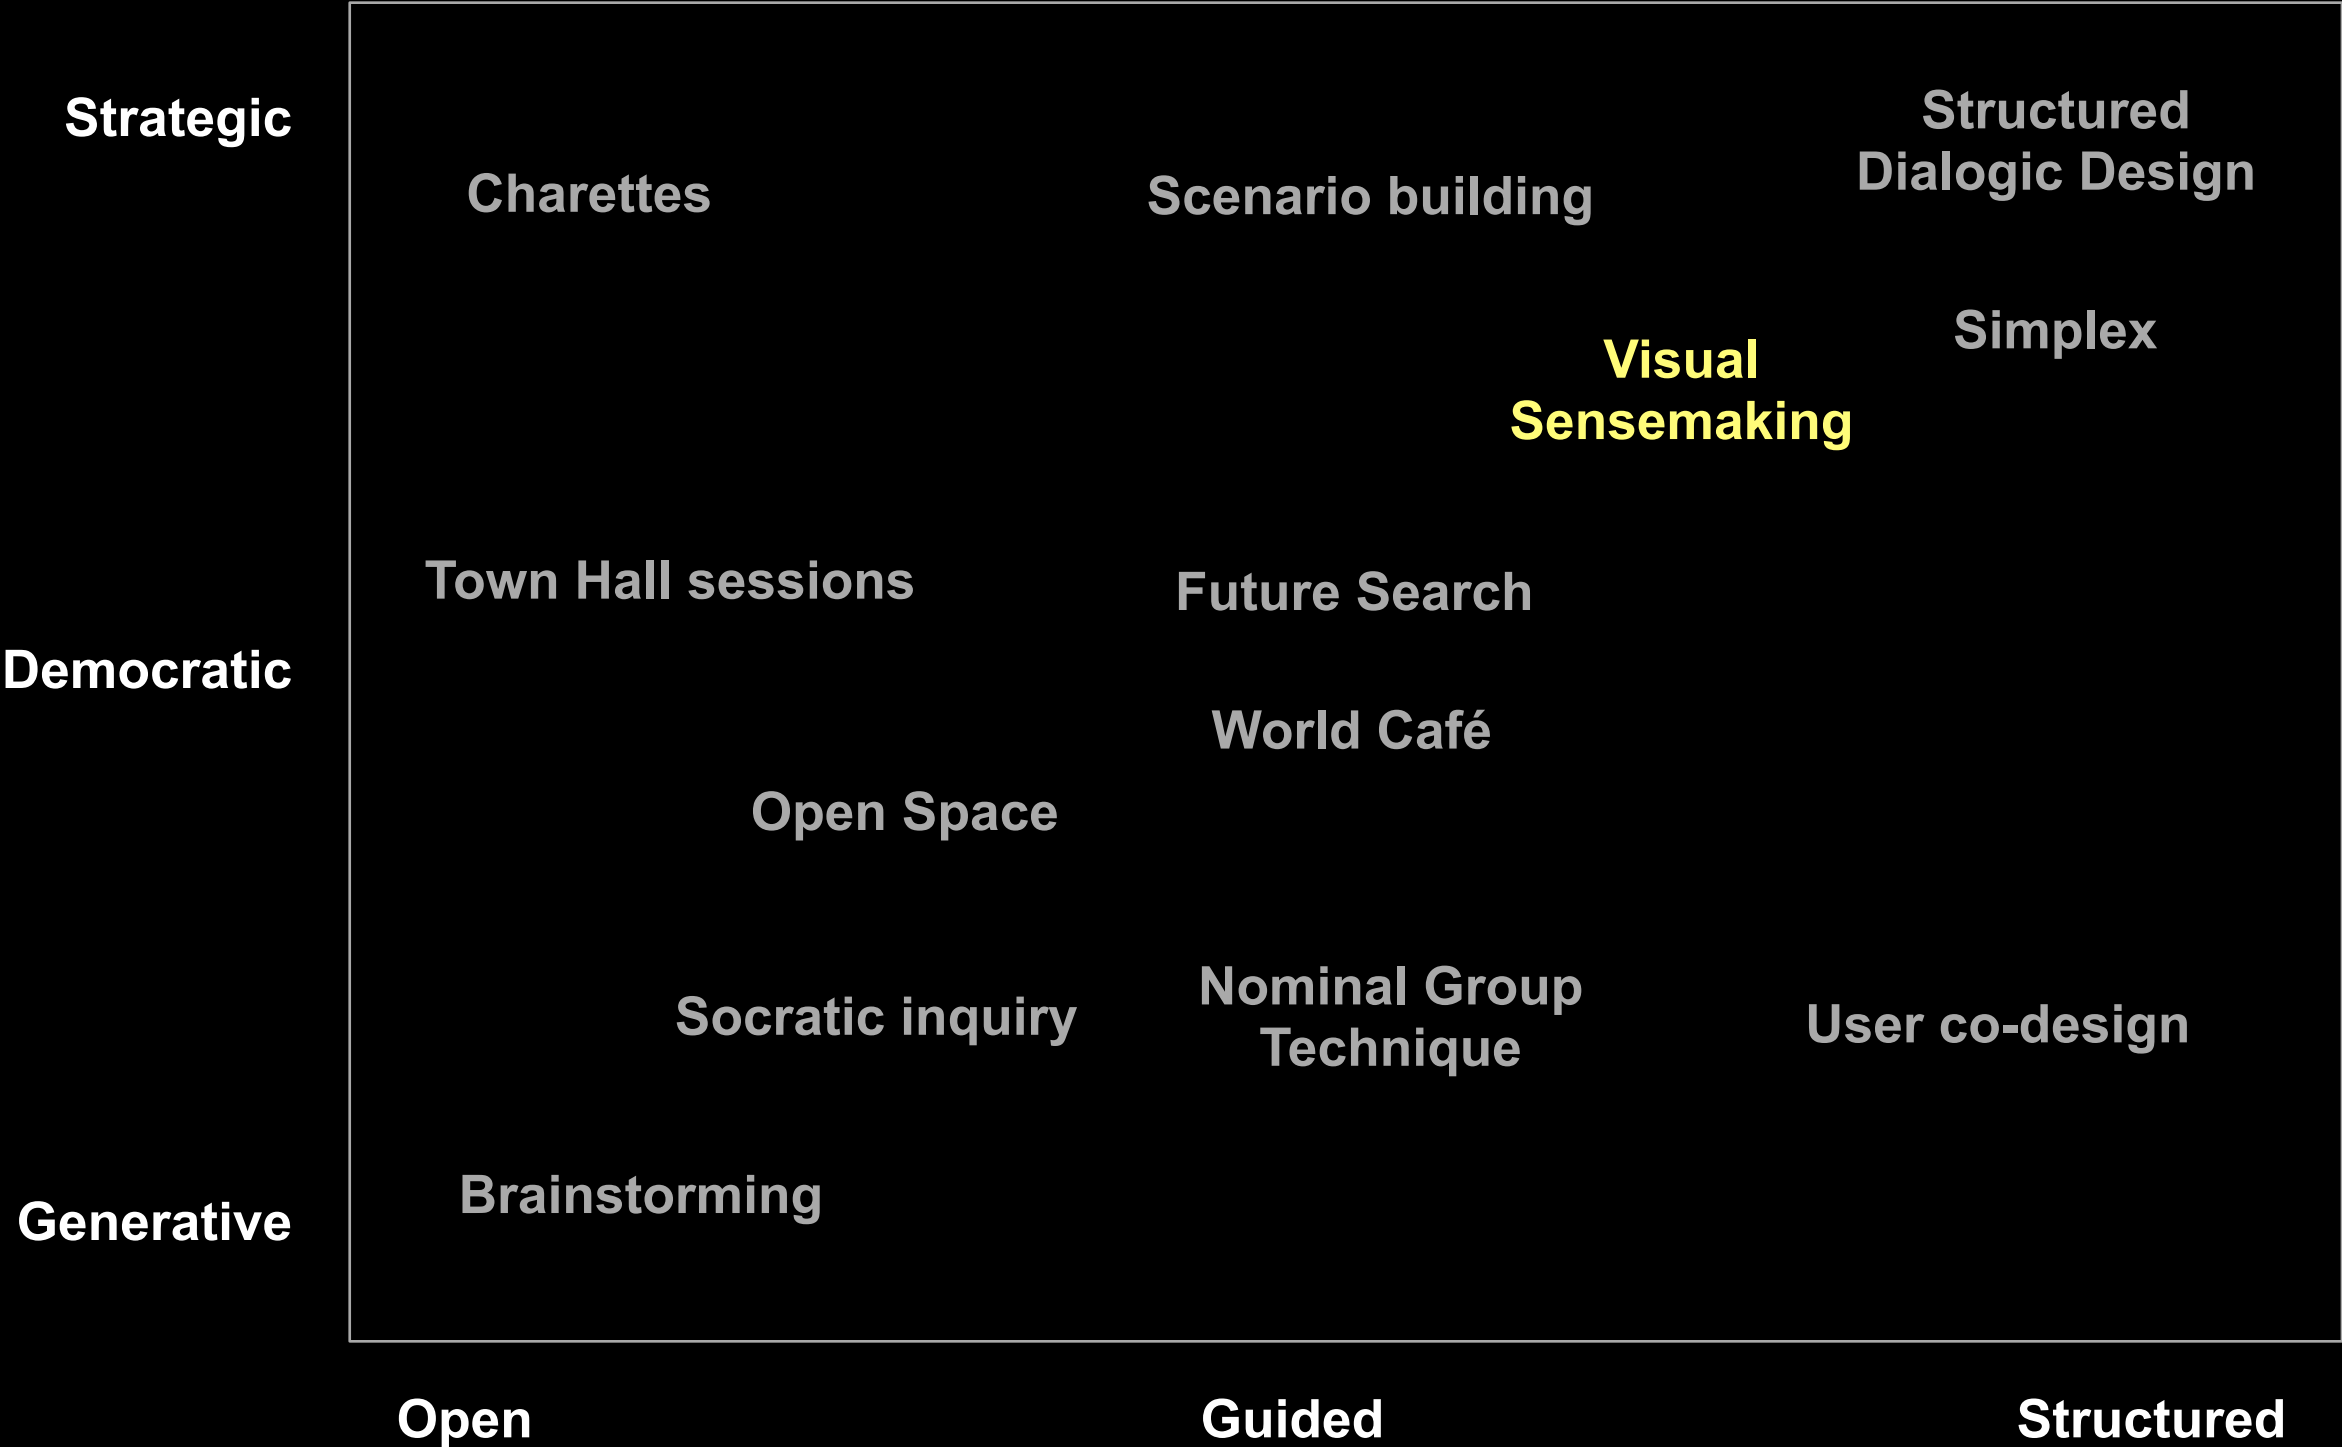 Strategic
Structured
Dialogic Design
Charettes
Scenario building
Simplex
Visual
Sensemaking
Town Hall sessions
Future Search
Democratic
World Café
Open Space
Nominal Group
Technique
Socratic inquiry
User co-design
Brainstorming
Generative
Open
Guided
Structured